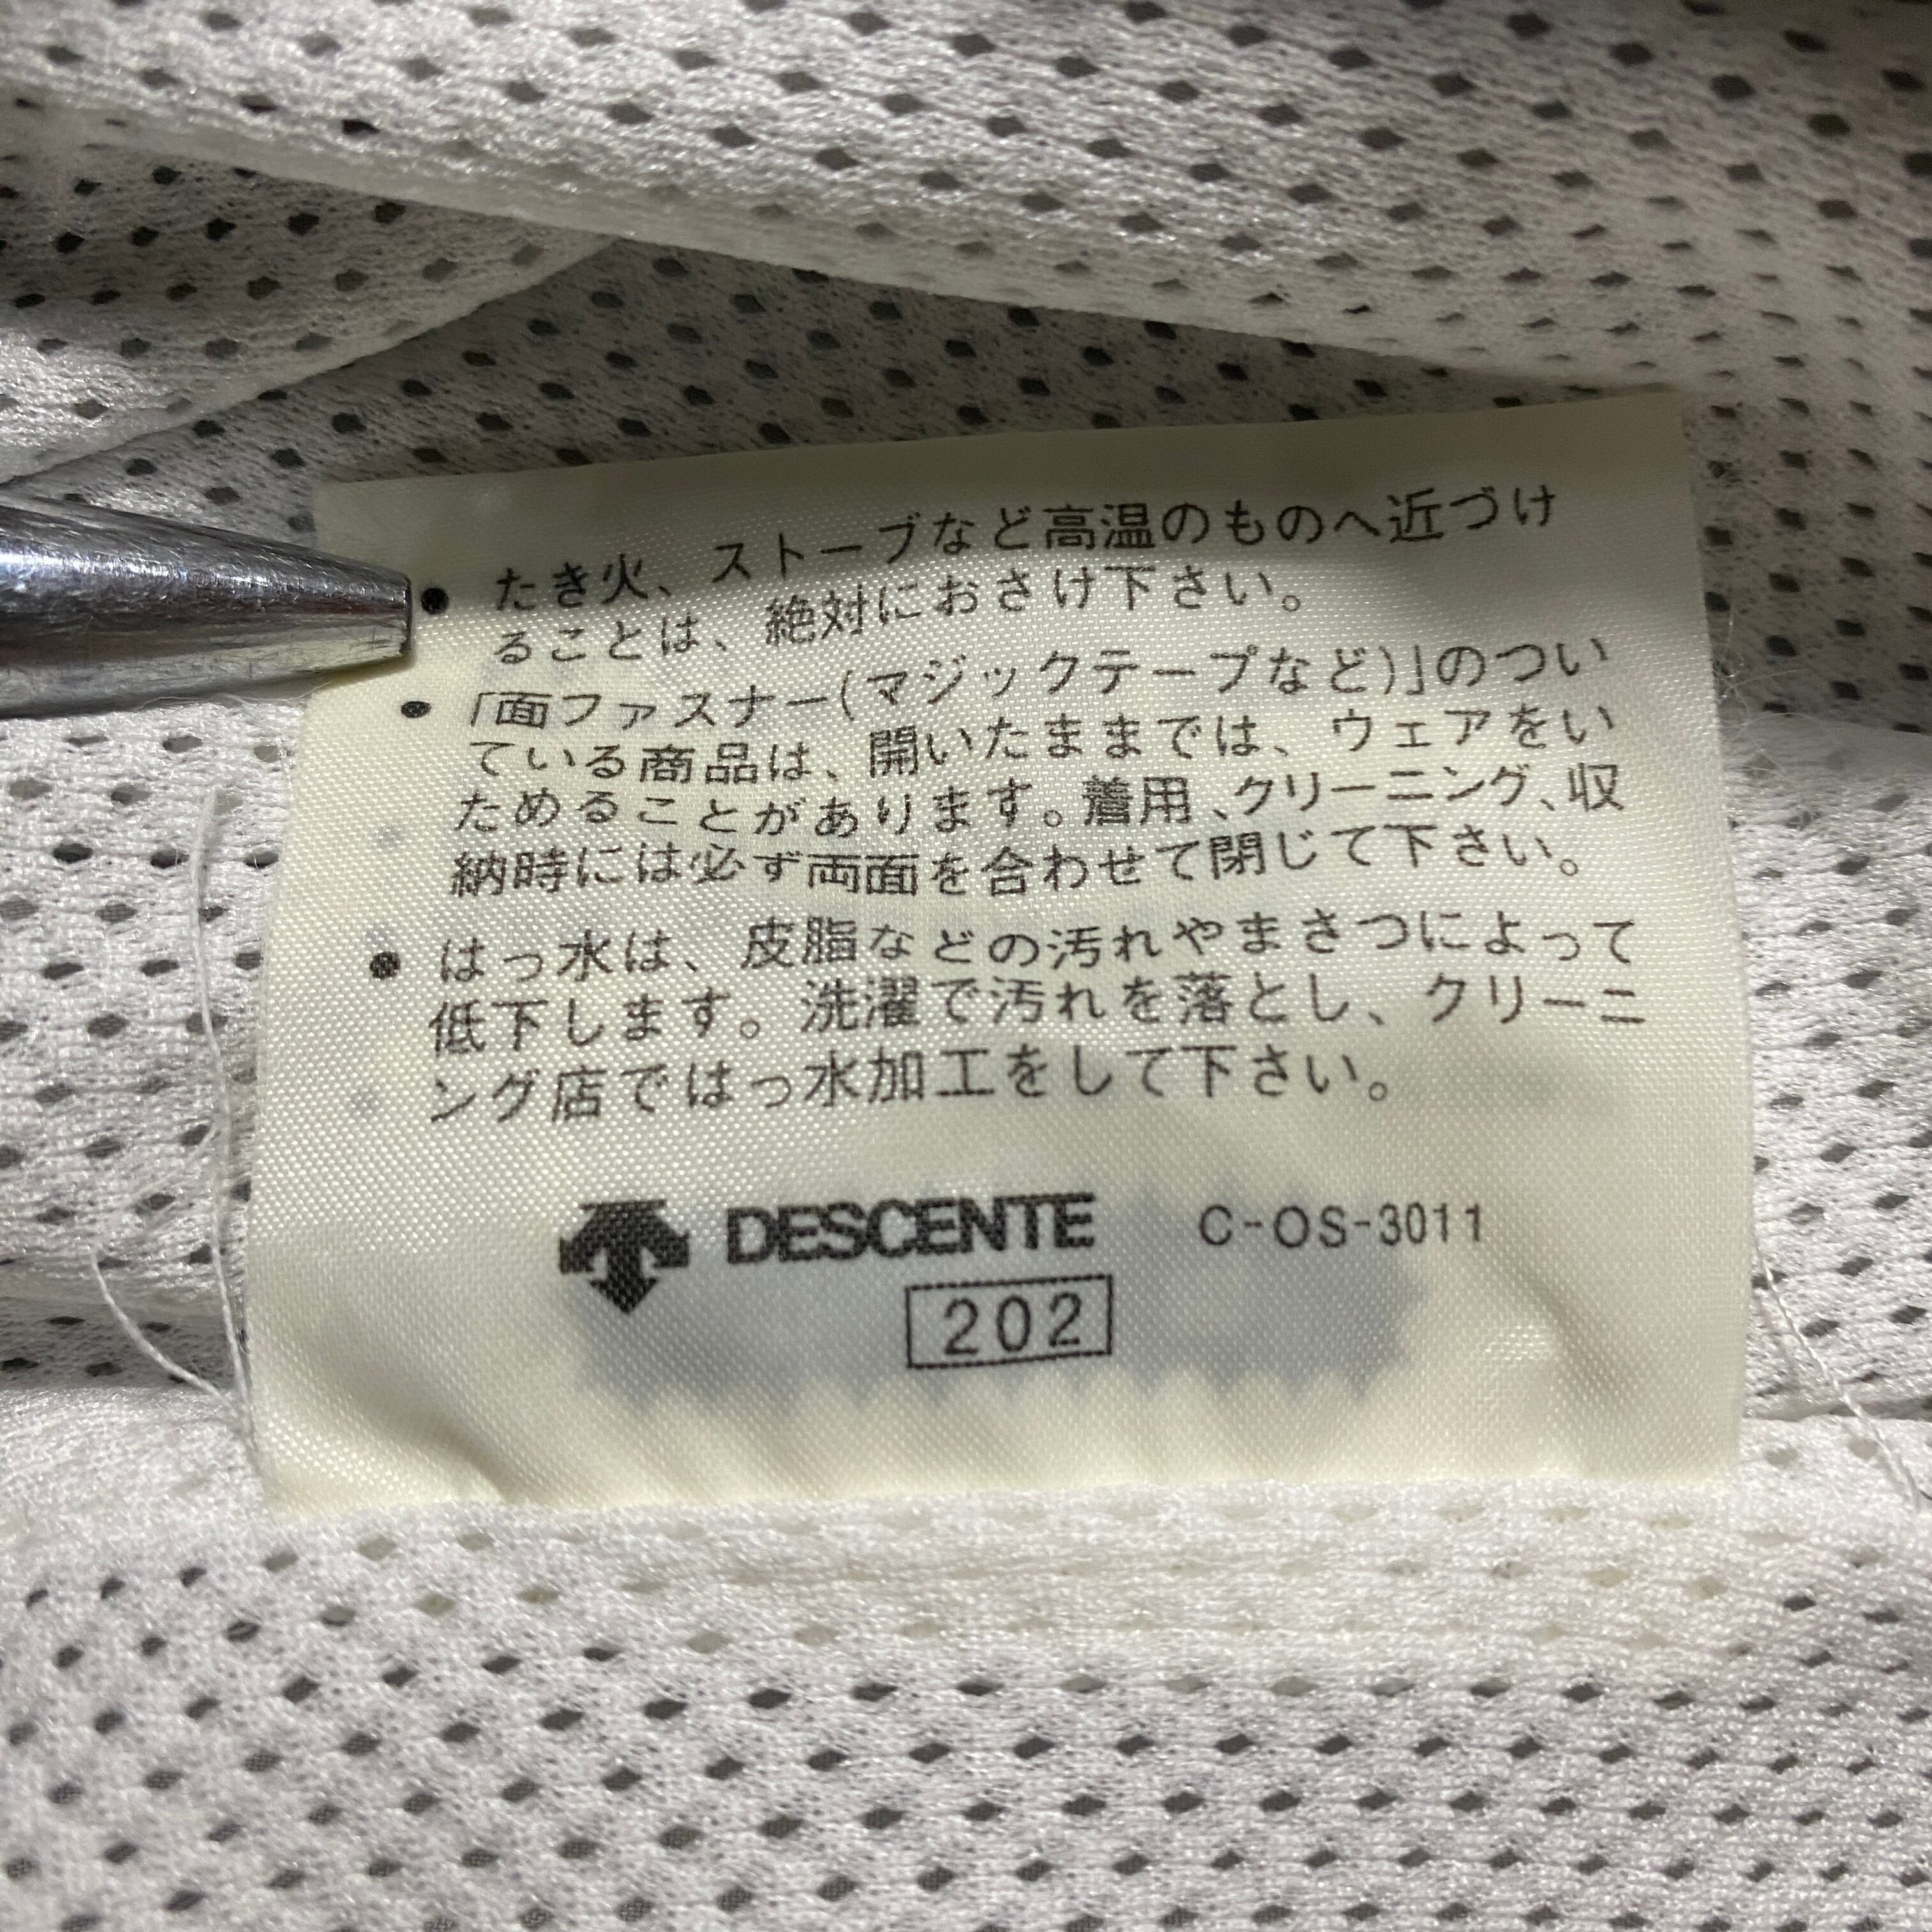 ● たき火、ストーブなど高温のものへ近づけ
ることは、絶対におさけ下さい。
● 「面ファスナー(マジックテープなど)」のつい
ている商品は、開いたままでは、ウェアをい
ためることがあります。着用、クリーニング、収
納時には必ず両面を合わせて閉じて下さい。
● はっ水は、皮脂などの汚れやまさつによって
低下します。洗濯で汚れを落とし、クリーニ
ング店ではっ水加工をして下さい。
DESCENTE C-OS-3011
202